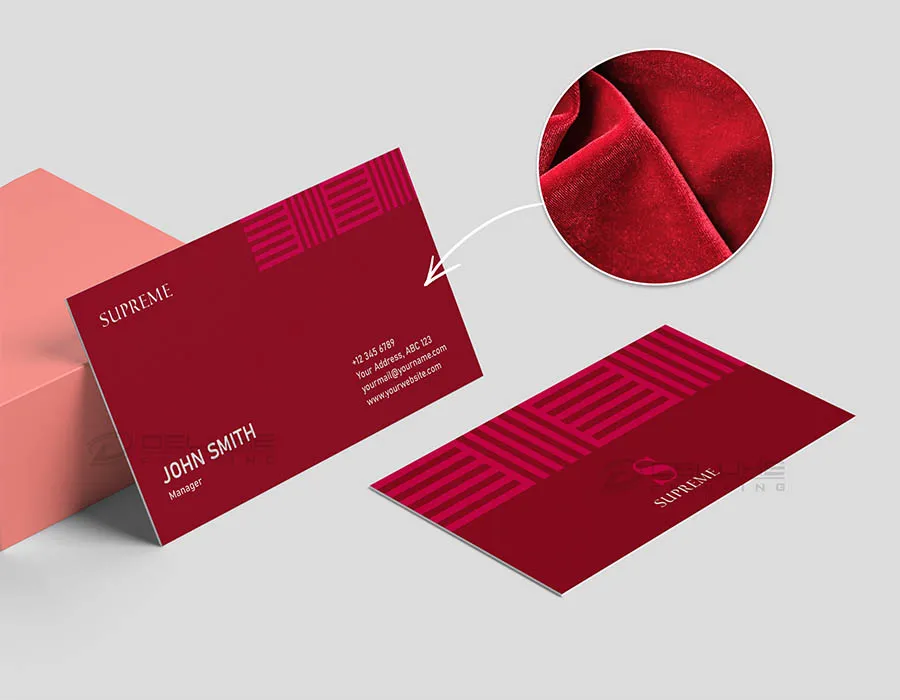 SUPREME
+12 345 6789
Your Address, ABC 123
yourmail@yourname.com
www.yourwebsite.com
JOHN SMITH
Manager
S
SUPREME